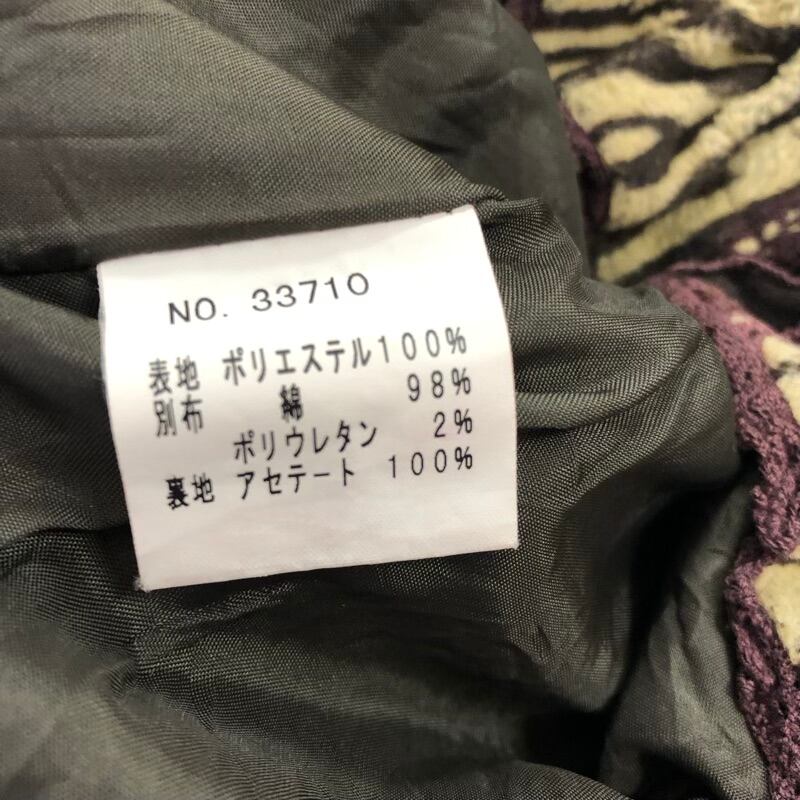 NO. 33710
表地 ポリエステル100%
別布 綿 98%
ポリウレタン 2%
裏地 アセテート 100%